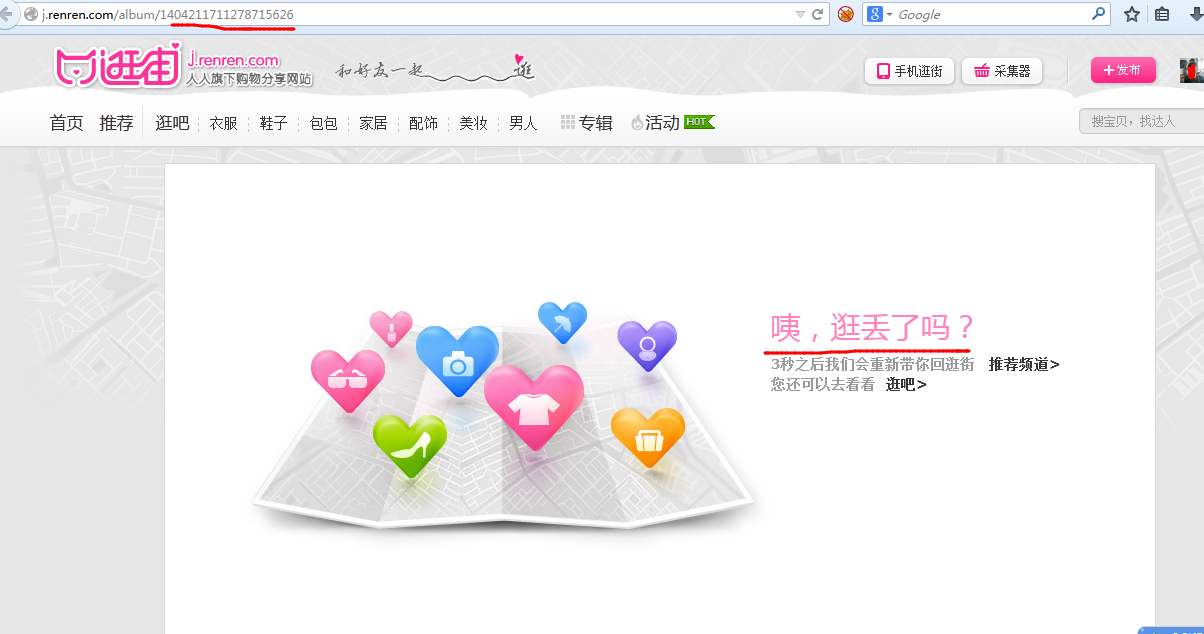 j.renren.com/album/1404211711278715626
Google
逛街
j.renren.com
人人旗下购物分享网站
和好友一起 逛
手机逛街
采集器
+发布
首页 推荐 逛吧 衣服 鞋子 包包 家居 配饰 美妆 男人 专辑 活动 HOT
搜宝贝，找达人
咦，逛丢了吗？
3秒之后我们会重新带你回逛街 推荐频道>
您还可以去看看 逛吧>